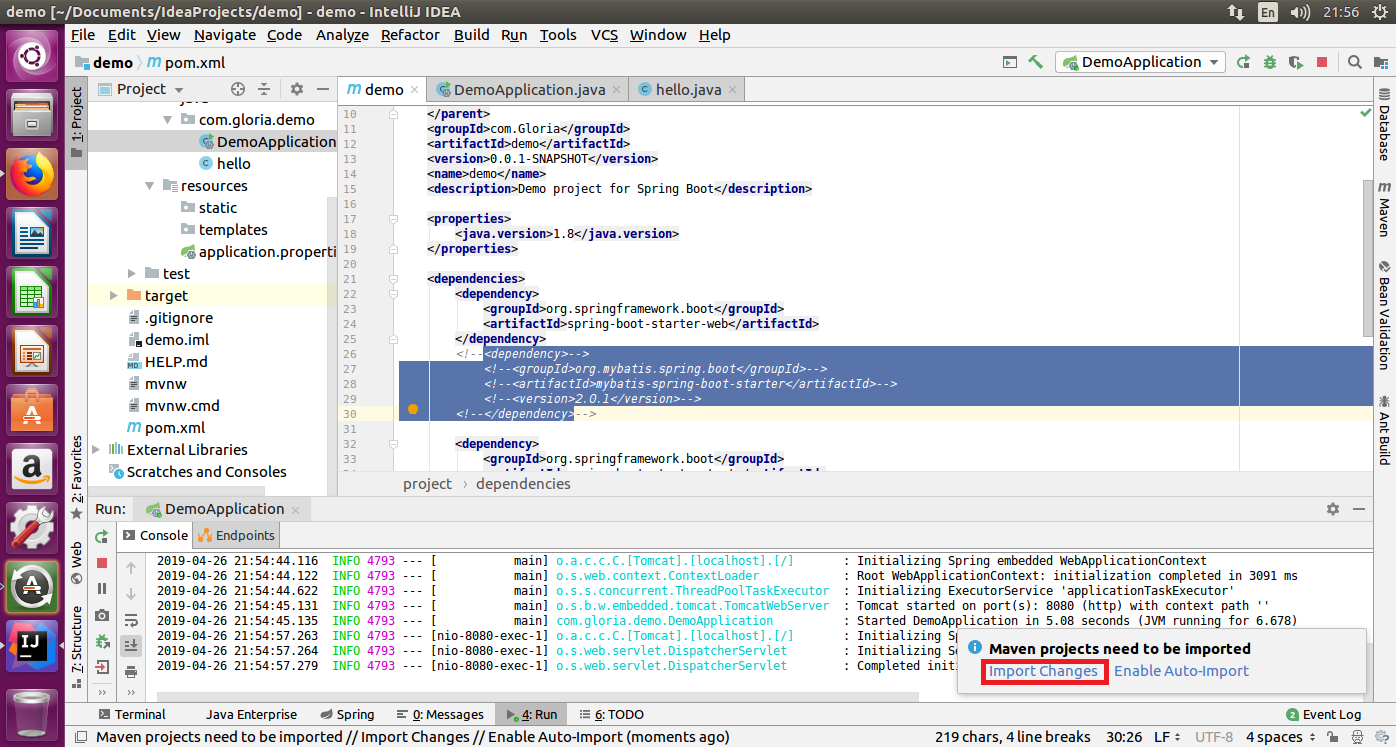 demo [~/Documents/IdeaProjects/demo] - demo - IntelliJ IDEA
En
21:56
File Edit View Navigate Code Analyze Refactor Build Run Tools VCS Window Help
demo
m pom.xml
DemoApplication
1: Project
Project
com.gloria.demo
DemoApplication
hello
resources
static
templates
application.properti
test
target
.gitignore
demo.iml
HELP.md
mvnw
mvnw.cmd
m pom.xml
External Libraries
Scratches and Consoles
m demo
DemoApplication.java
hello.java
10 </parent>
11 <groupId>com.Gloria</groupId>
12 <artifactId>demo</artifactId>
13 <version>0.0.1-SNAPSHOT</version>
14 <name>demo</name>
15 <description>Demo project for Spring Boot</description>
16
17 <properties>
18 <java.version>1.8</java.version>
19 </properties>
20
21 <dependencies>
22 <dependency>
23 <groupId>org.springframework.boot</groupId>
24 <artifactId>spring-boot-starter-web</artifactId>
25 </dependency>
26 <!--<dependency>-->
27 <!--<groupId>org.mybatis.spring.boot</groupId>-->
28 <!--<artifactId>mybatis-spring-boot-starter</artifactId>-->
29 <!--<version>2.0.1</version>-->
30 <!--</dependency>-->
31
32 <dependency>
33 <groupId>org.springframework.boot</groupId>
project › dependencies
Database
m Maven
Bean Validation
Ant Build
2: Favorites
Web
7: Structure
Run:
DemoApplication
Console
Endpoints
2019-04-26 21:54:44.116 INFO 4793 --- [ main] o.a.c.c.C.[Tomcat].[localhost].[/] : Initializing Spring embedded WebApplicationContext
2019-04-26 21:54:44.122 INFO 4793 --- [ main] o.s.web.context.ContextLoader : Root WebApplicationContext: initialization completed in 3091 ms
2019-04-26 21:54:44.622 INFO 4793 --- [ main] o.s.s.concurrent.ThreadPoolTaskExecutor : Initializing ExecutorService 'applicationTaskExecutor'
2019-04-26 21:54:45.131 INFO 4793 --- [ main] o.s.b.w.embedded.tomcat.TomcatWebServer : Tomcat started on port(s): 8080 (http) with context path ''
2019-04-26 21:54:45.135 INFO 4793 --- [ main] com.gloria.demo.DemoApplication : Started DemoApplication in 5.08 seconds (JVM running for 6.678)
2019-04-26 21:54:57.263 INFO 4793 --- [nio-8080-exec-1] o.a.c.c.C.[Tomcat].[localhost].[/] : Initializing Sp
2019-04-26 21:54:57.264 INFO 4793 --- [nio-8080-exec-1] o.s.web.servlet.DispatcherServlet : Initializing Se
2019-04-26 21:54:57.279 INFO 4793 --- [nio-8080-exec-1] o.s.web.servlet.DispatcherServlet : Completed initi
Maven projects need to be imported
Import Changes Enable Auto-Import
Terminal
Java Enterprise
Spring
0: Messages
4: Run
6: TODO
2 Event Log
Maven projects need to be imported // Import Changes // Enable Auto-Import (moments ago)
219 chars, 4 line breaks 30:26 LF UTF-8 4 spaces